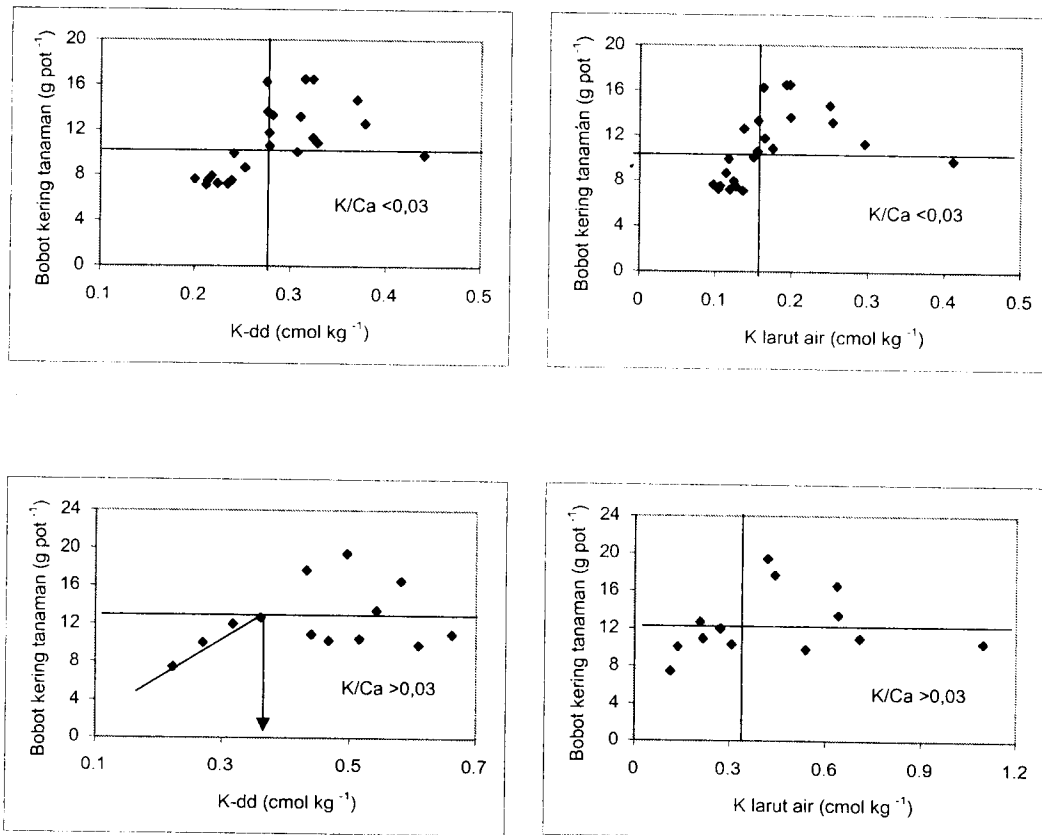 20
16
12
8
4
0
Bobot kering tanaman (g pot -1)
K/Ca <0,03
0.1 0.2 0.3 0.4 0.5
K-dd (cmol kg -1)
20
16
12
8
4
0
Bobot kering tanaman (g pot -1)
K/Ca <0,03
0 0.1 0.2 0.3 0.4 0.5
K larut air (cmol kg -1)
24
20
16
12
8
4
0
Bobot kering tanaman (g pot -1)
K/Ca >0,03
0.1 0.3 0.5 0.7
K-dd (cmol kg -1)
24
20
16
12
8
4
0
Bobot kering tanaman (g pot -1)
K/Ca >0,03
0 0.3 0.6 0.9 1.2
K larut air (cmol kg -1)